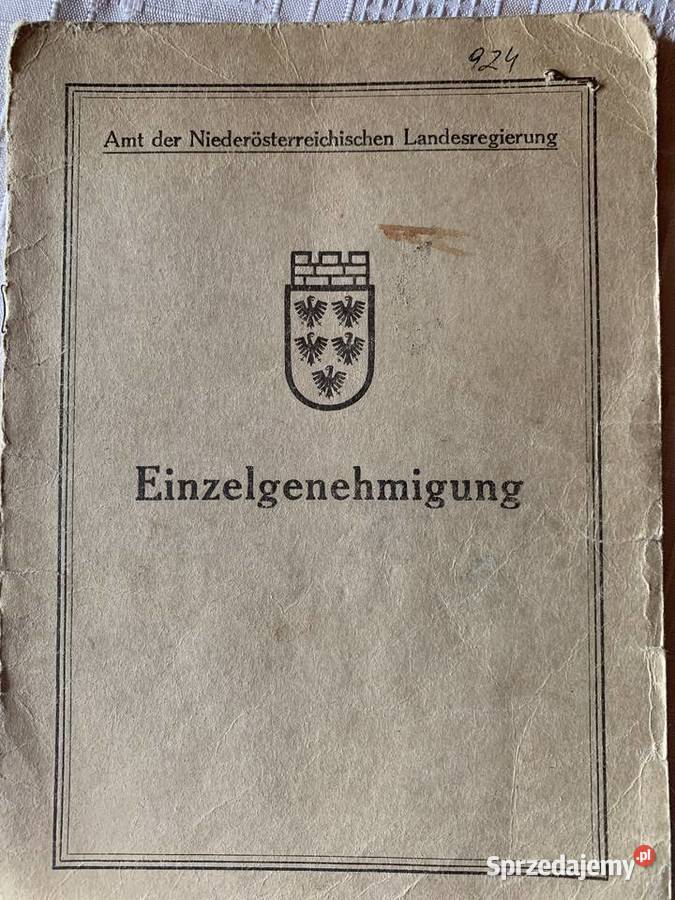 924
Amt der Niederösterreichischen Landesregierung
Einzelgenehmigung
Sprzedajemy.pl